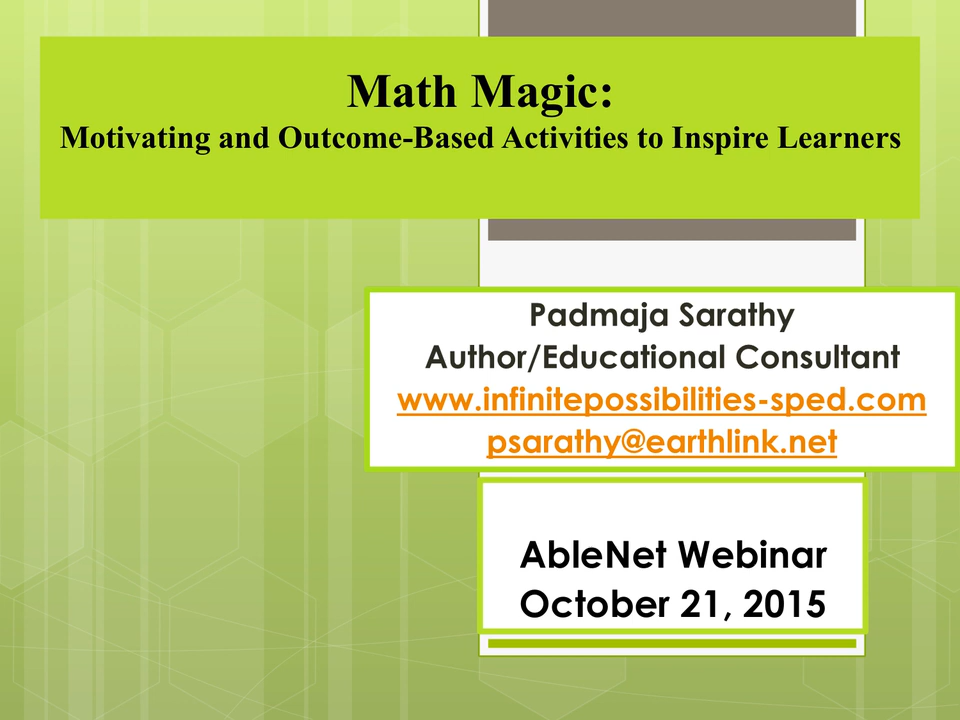 Math Magic:
Motivating and Outcome-Based Activities to Inspire Learners
Padmaja Sarathy
Author/Educational Consultant
www.infinitepossibilities-sped.com
psarathy@earthlink.net
AbleNet Webinar
October 21, 2015